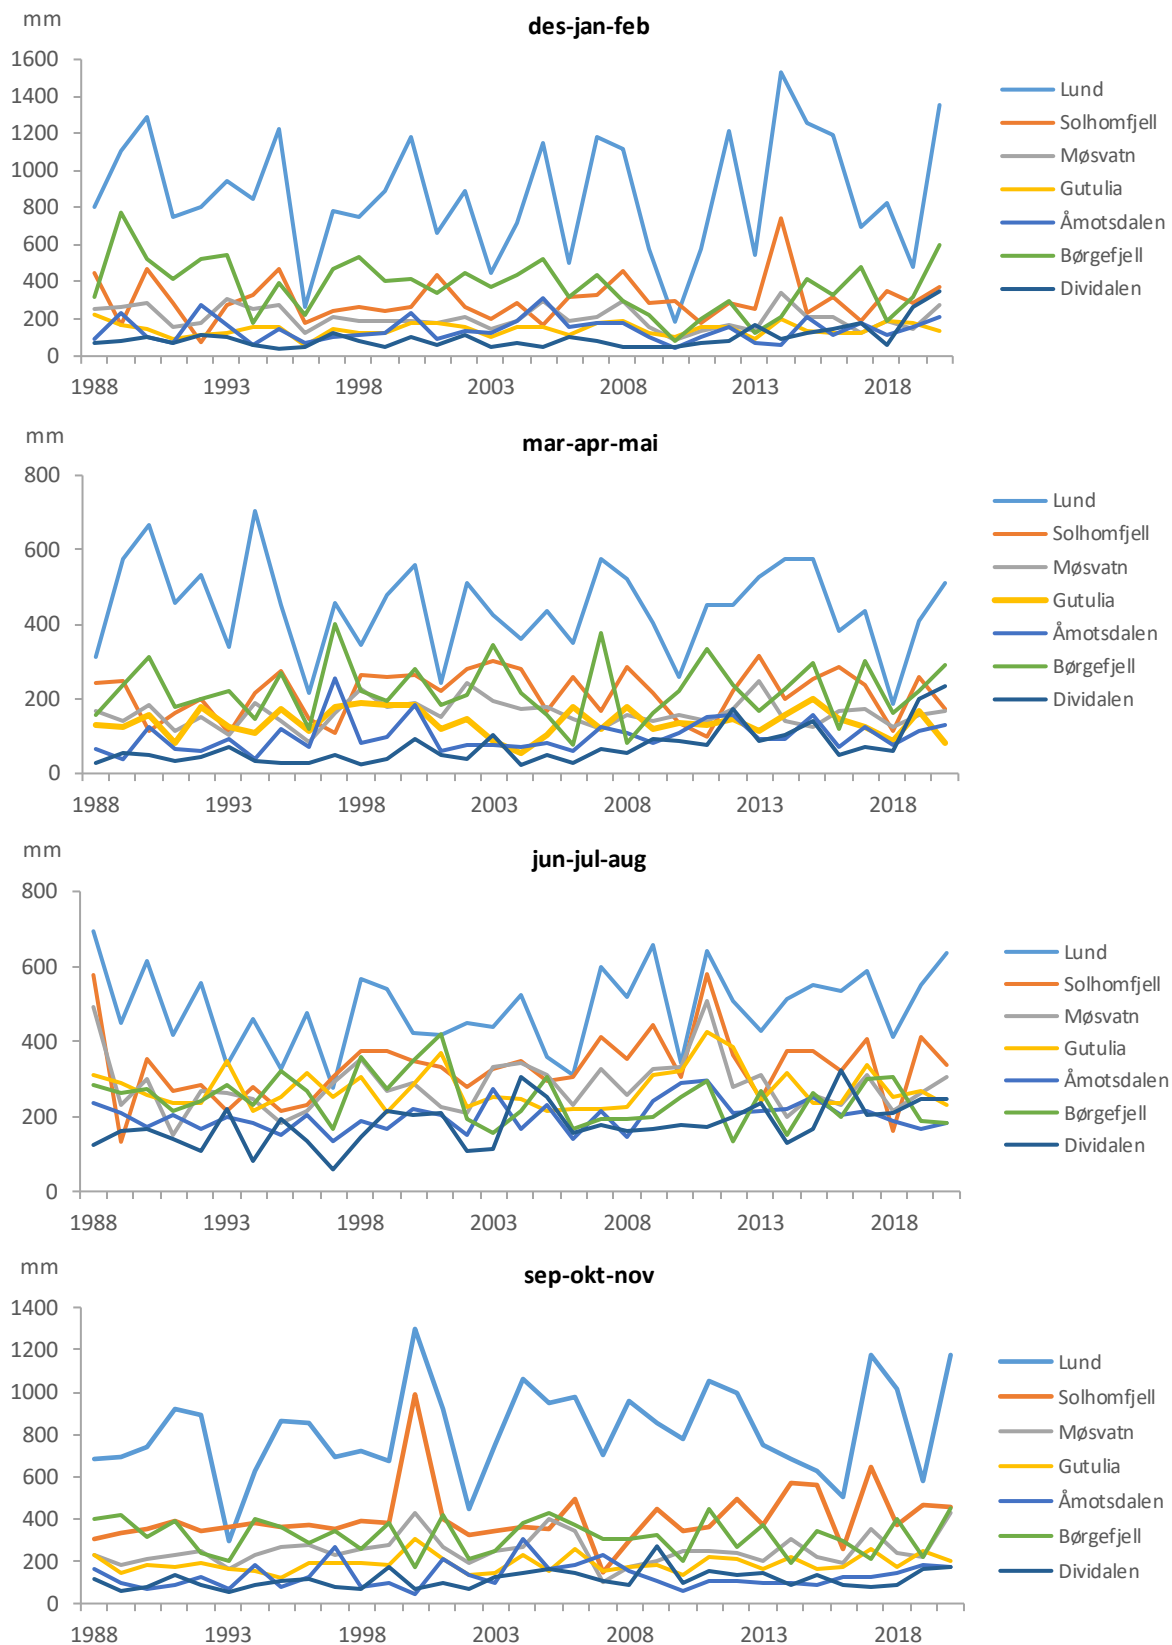 mm
des-jan-feb
1600
1400
1200
1000
800
600
400
200
0
1988 1993 1998 2003 2008 2013 2018
Lund
Solhomfjell
Møsvatn
Gutulia
Åmotsdalen
Børgefjell
Dividalen
mm
mar-apr-mai
800
600
400
200
0
1988 1993 1998 2003 2008 2013 2018
Lund
Solhomfjell
Møsvatn
Gutulia
Åmotsdalen
Børgefjell
Dividalen
mm
jun-jul-aug
800
600
400
200
0
1988 1993 1998 2003 2008 2013 2018
Lund
Solhomfjell
Møsvatn
Gutulia
Åmotsdalen
Børgefjell
Dividalen
mm
sep-okt-nov
1400
1200
1000
800
600
400
200
0
1988 1993 1998 2003 2008 2013 2018
Lund
Solhomfjell
Møsvatn
Gutulia
Åmotsdalen
Børgefjell
Dividalen